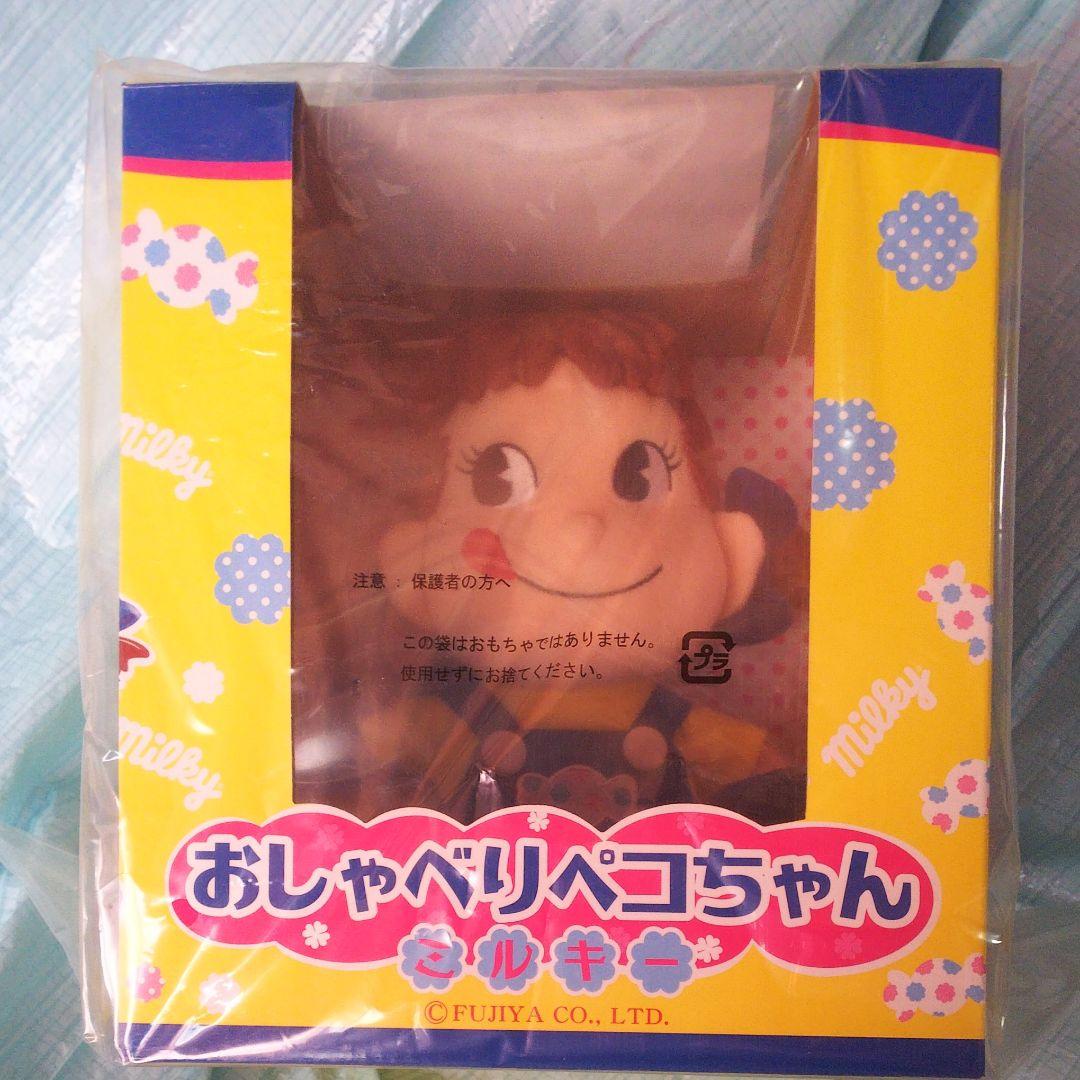 Milky
注意 : 保護者の方へ
この袋はおもちゃではありません。
使用せずにお捨てください。
プラ
Milky
Milky
おしゃべりペコちゃん
ミルキー
©FUJIYA CO., LTD.